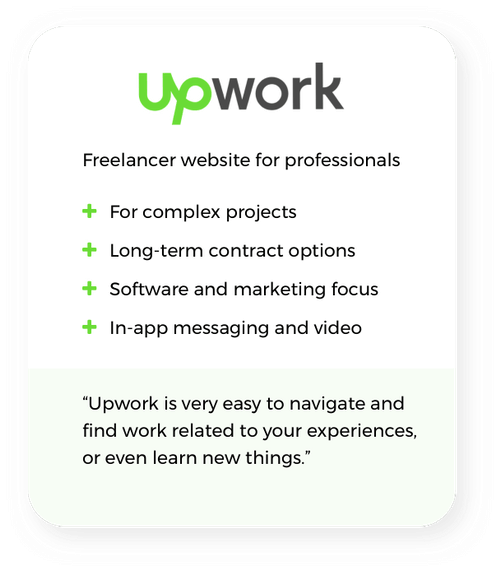 upwork
Freelancer website for professionals
For complex projects
Long-term contract options
Software and marketing focus
In-app messaging and video
“Upwork is very easy to navigate and
find work related to your experiences,
or even learn new things.”